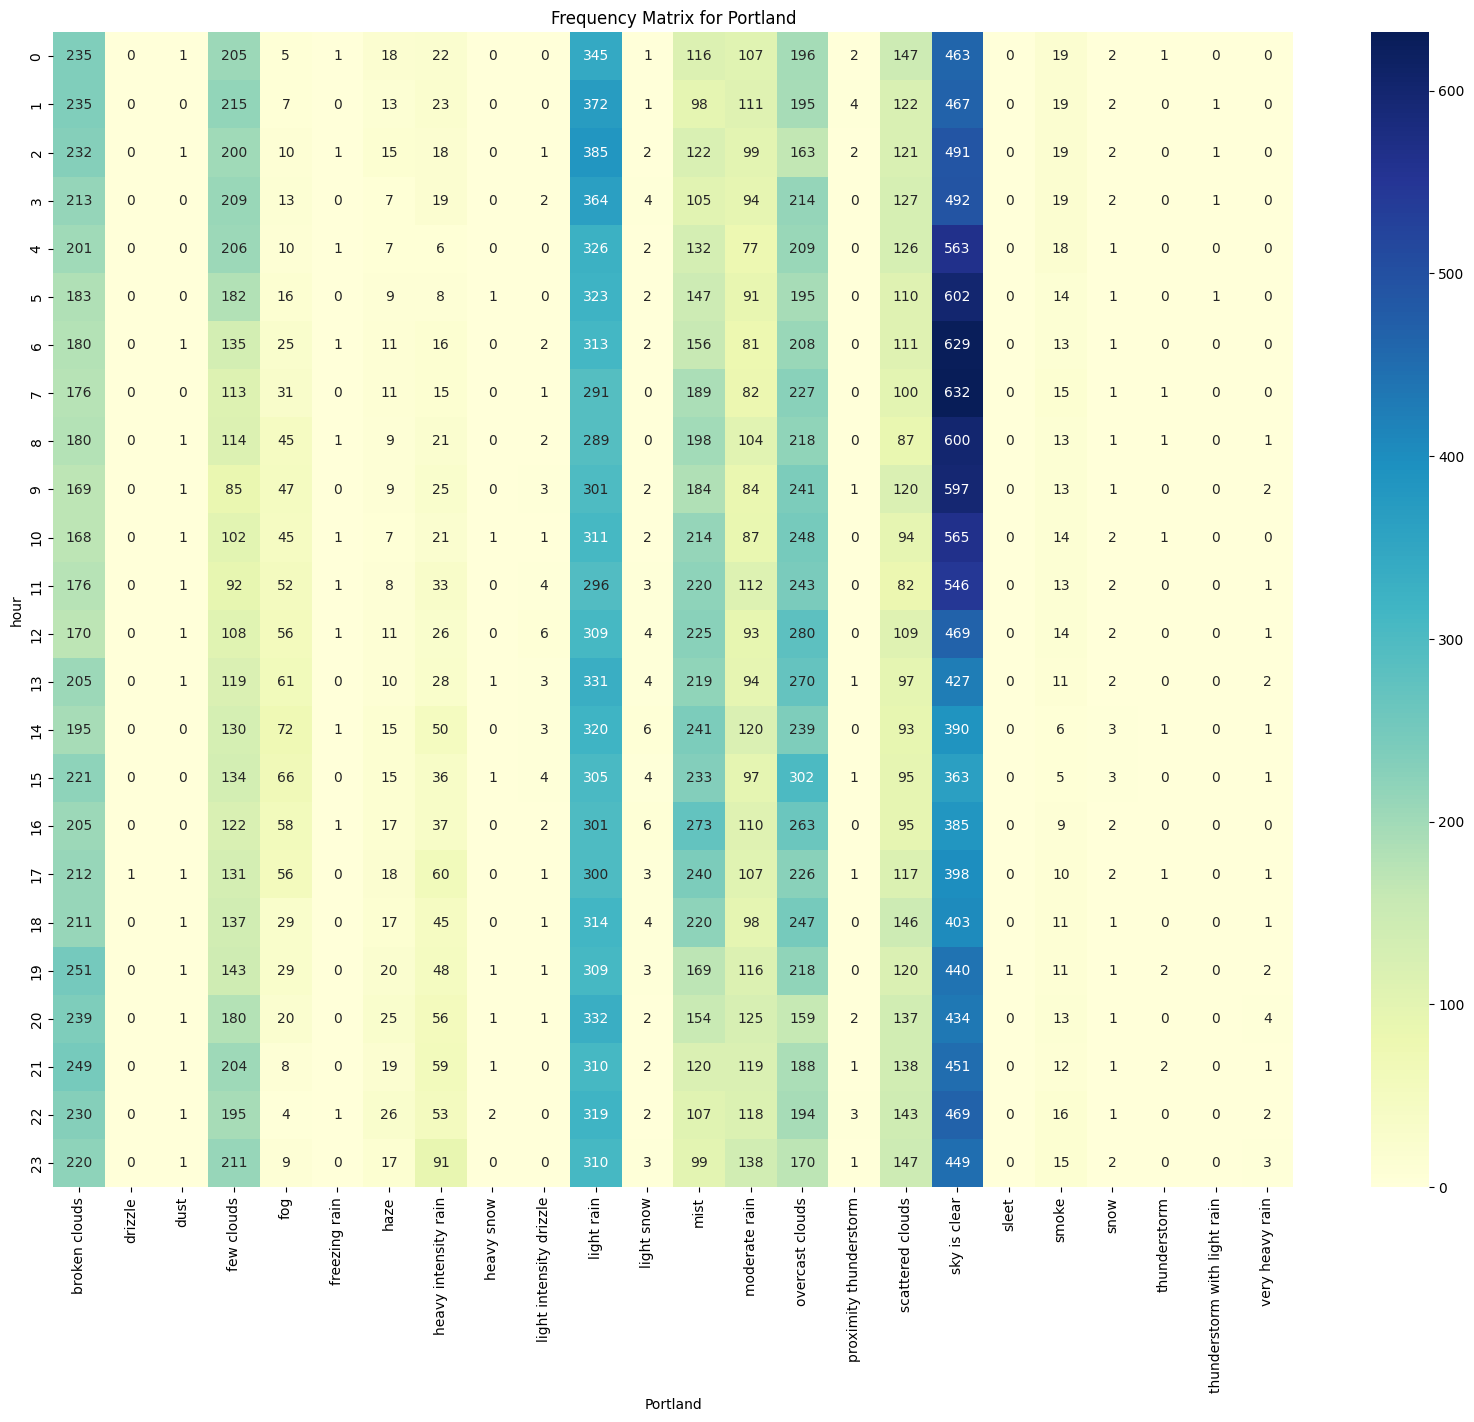 Frequency Matrix for Portland
0 235 0 1 205 5 1 18 22 0 0 345 1 116 107 196 2 147 463 0 19 2 1 0 0
1 235 0 0 215 7 0 13 23 0 0 372 1 98 111 195 4 122 467 0 19 2 0 1 0
2 232 0 1 200 10 1 15 18 0 1 385 2 122 99 163 2 121 491 0 19 2 0 1 0
3 213 0 0 209 13 0 7 19 0 2 364 4 105 94 214 0 127 492 0 19 2 0 1 0
4 201 0 0 206 10 1 7 6 0 0 326 2 132 77 209 0 126 563 0 18 1 0 0 0
5 183 0 0 182 16 0 9 8 1 0 323 2 147 91 195 0 110 602 0 14 1 0 1 0
6 180 0 1 135 25 1 11 16 0 2 313 2 156 81 208 0 111 629 0 13 1 0 0 0
7 176 0 0 113 31 0 11 15 0 1 291 0 189 82 227 0 100 632 0 15 1 1 0 0
8 180 0 1 114 45 1 9 21 0 2 289 0 198 104 218 0 87 600 0 13 1 1 0 1
9 169 0 1 85 47 0 9 25 0 3 301 2 184 84 241 1 120 597 0 13 1 0 0 2
10 168 0 1 102 45 1 7 21 1 1 311 2 214 87 248 0 94 565 0 14 2 1 0 0
11 176 0 1 92 52 1 8 33 0 4 296 3 220 112 243 0 82 546 0 13 2 0 0 1
12 170 0 1 108 56 1 11 26 0 6 309 4 225 93 280 0 109 469 0 14 2 0 0 1
13 205 0 1 119 61 0 10 28 1 3 331 4 219 94 270 1 97 427 0 11 2 0 0 2
14 195 0 0 130 72 1 15 50 0 3 320 6 241 120 239 0 93 390 0 6 3 1 0 1
15 221 0 0 134 66 0 15 36 1 4 305 4 233 97 302 1 95 363 0 5 3 0 0 1
16 205 0 0 122 58 1 17 37 0 2 301 6 273 110 263 0 95 385 0 9 2 0 0 0
17 212 1 1 131 56 0 18 60 0 1 300 3 240 107 226 1 117 398 0 10 2 1 0 1
18 211 0 1 137 29 0 17 45 0 1 314 4 220 98 247 0 146 403 0 11 1 0 0 1
19 251 0 1 143 29 0 20 48 1 1 309 3 169 116 218 0 120 440 1 11 1 2 0 2
20 239 0 1 180 20 0 25 56 1 1 332 2 154 125 159 2 137 434 0 13 1 0 0 4
21 249 0 1 204 8 0 19 59 1 0 310 2 120 119 188 1 138 451 0 12 1 2 0 1
22 230 0 1 195 4 1 26 53 2 0 319 2 107 118 194 3 143 469 0 16 1 0 0 2
23 220 0 1 211 9 0 17 91 0 0 310 3 99 138 170 1 147 449 0 15 2 0 0 3
hour
broken clouds
drizzle
dust
few clouds
fog
freezing rain
haze
heavy intensity rain
heavy snow
light intensity drizzle
light rain
light snow
mist
moderate rain
overcast clouds
proximity thunderstorm
scattered clouds
sky is clear
sleet
smoke
snow
thunderstorm
thunderstorm with light rain
very heavy rain
Portland
600
500
400
300
200
100
0